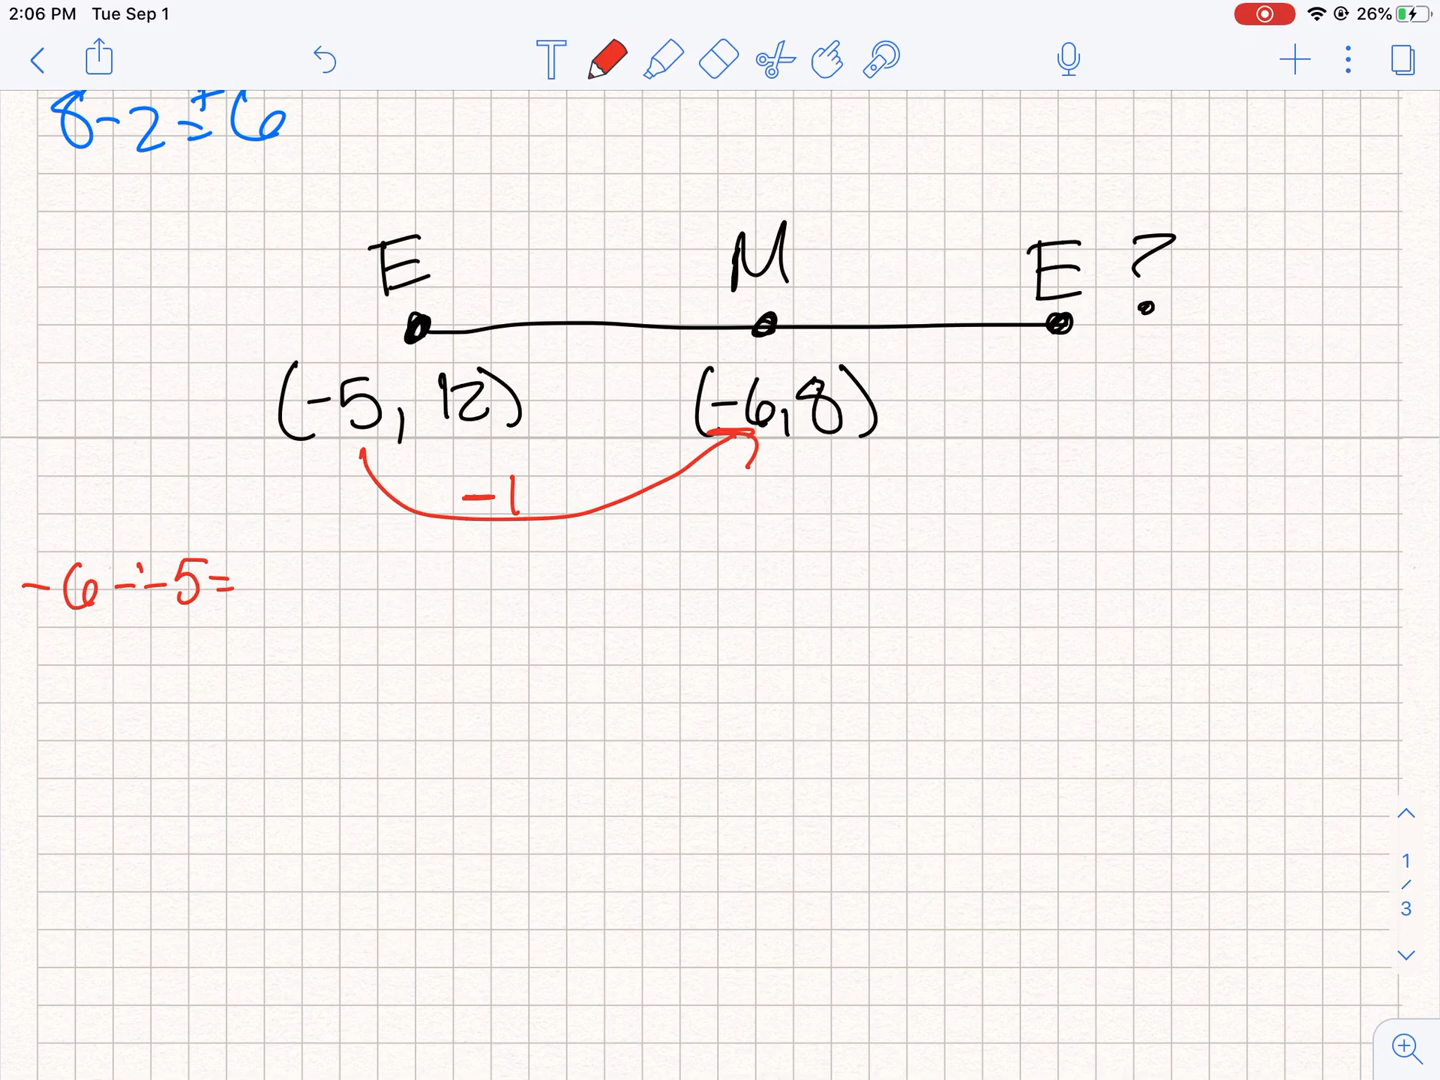 2:06 PM Tue Sep 1
26%
T
8-2=+6
E M E ?
(-5, 12) (-6,8)
-1
-6--5=
1
/
3